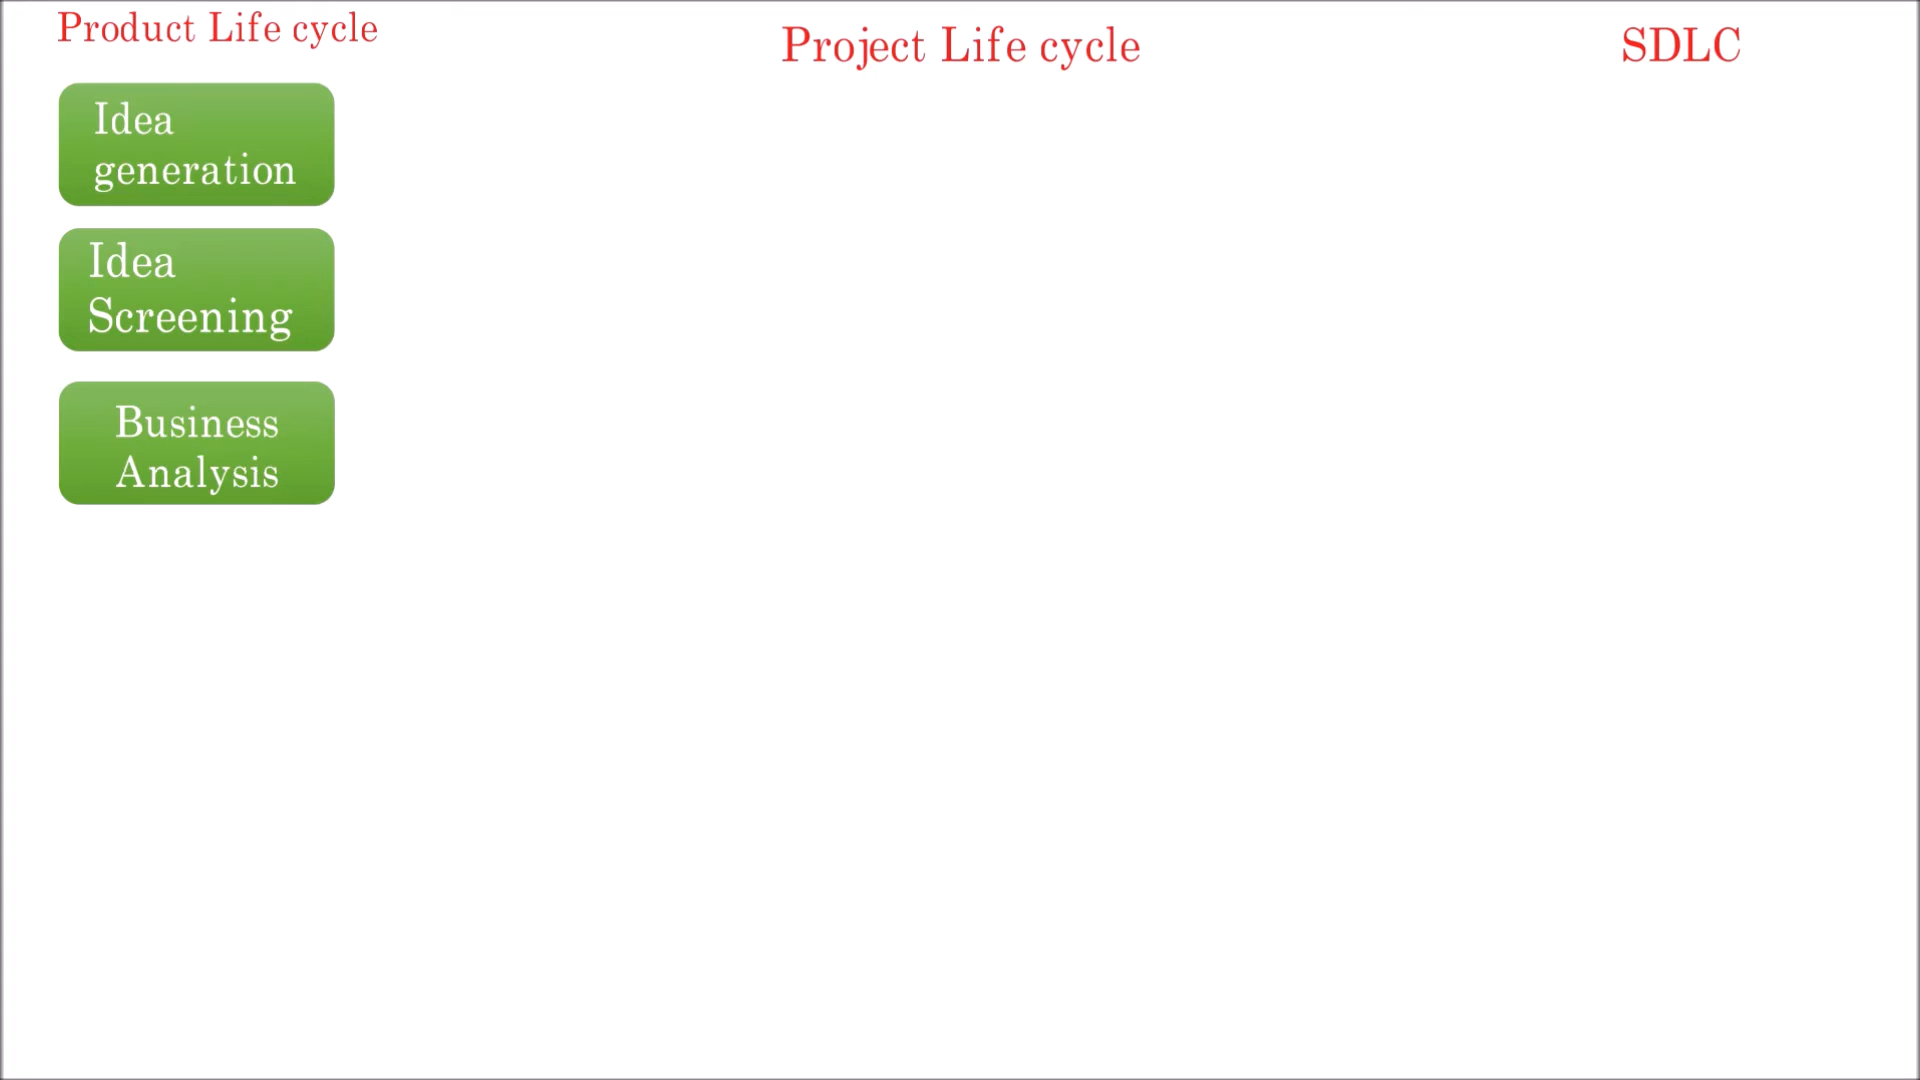 Product Life cycle
Project Life cycle
SDLC
Idea
generation
Idea
Screening
Business
Analysis